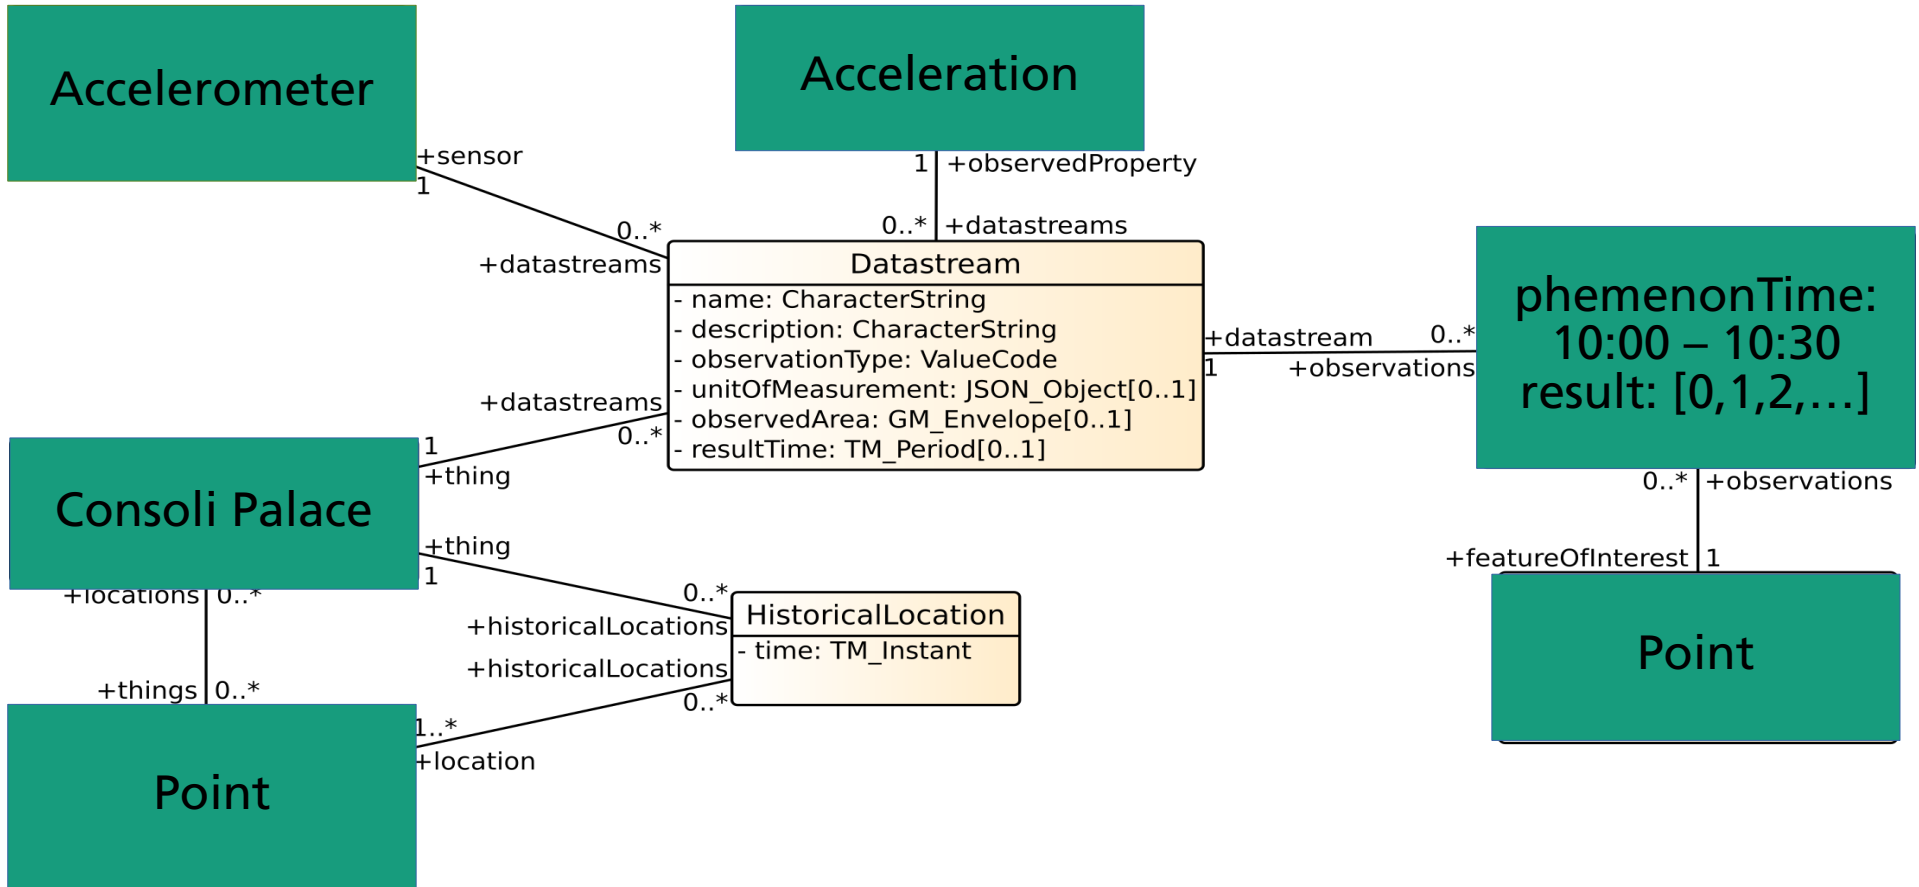 Accelerometer
Acceleration
+sensor
1
1 +observedProperty
0..*
+datastreams
0..* +datastreams
Datastream
- name: CharacterString
- description: CharacterString
- observationType: ValueCode
- unitOfMeasurement: JSON_Object[0..1]
- observedArea: GM_Envelope[0..1]
- resultTime: TM_Period[0..1]
+datastream
1
0..*
+observations
phemenonTime:
10:00 – 10:30
result: [0,1,2,...]
+datastreams
0..*
1
+thing
Consoli Palace
+thing
1
0..*
+historicalLocations
HistoricalLocation
- time: TM_Instant
+historicalLocations
0..*
+locations 0..*
+things 0..*
1..*
+location
Point
0..* +observations
+featureOfInterest 1
Point